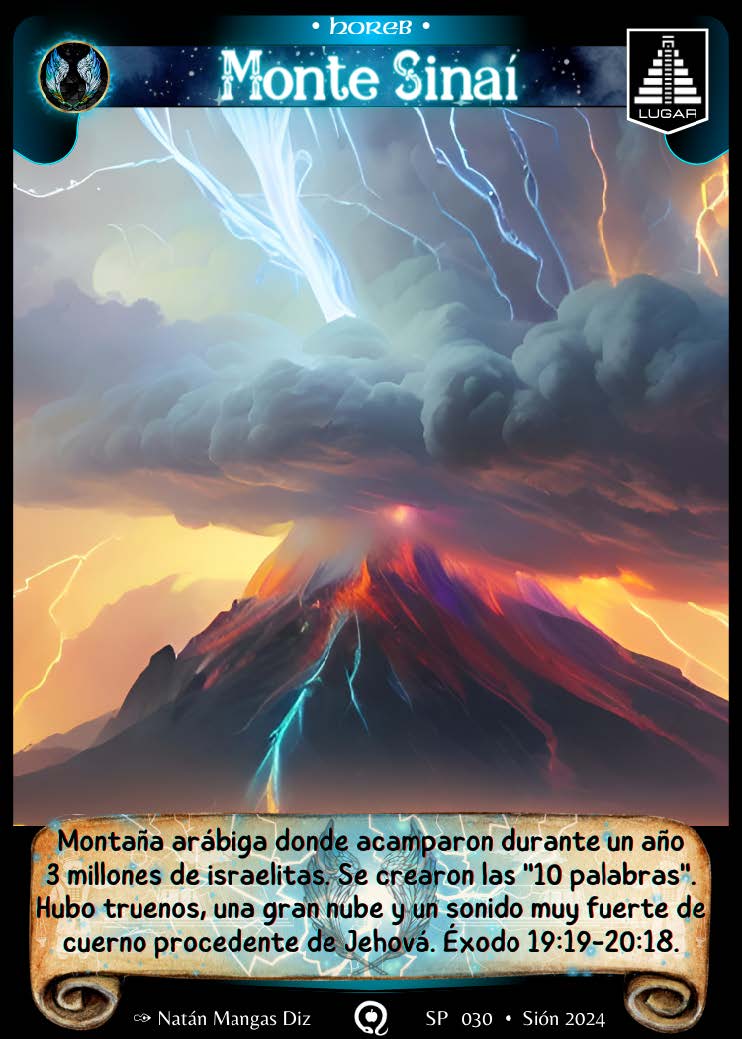 • HOREB •
Monte Sinaí
LUGAR
Montaña arábiga donde acamparon durante un año
3 millones de israelitas. Se crearon las "10 palabras".
Hubo truenos, una gran nube y un sonido muy fuerte de
cuerno procedente de Jehová. Éxodo 19:19-20:18.
Natán Mangas Diz SP 030 • Sión 2024